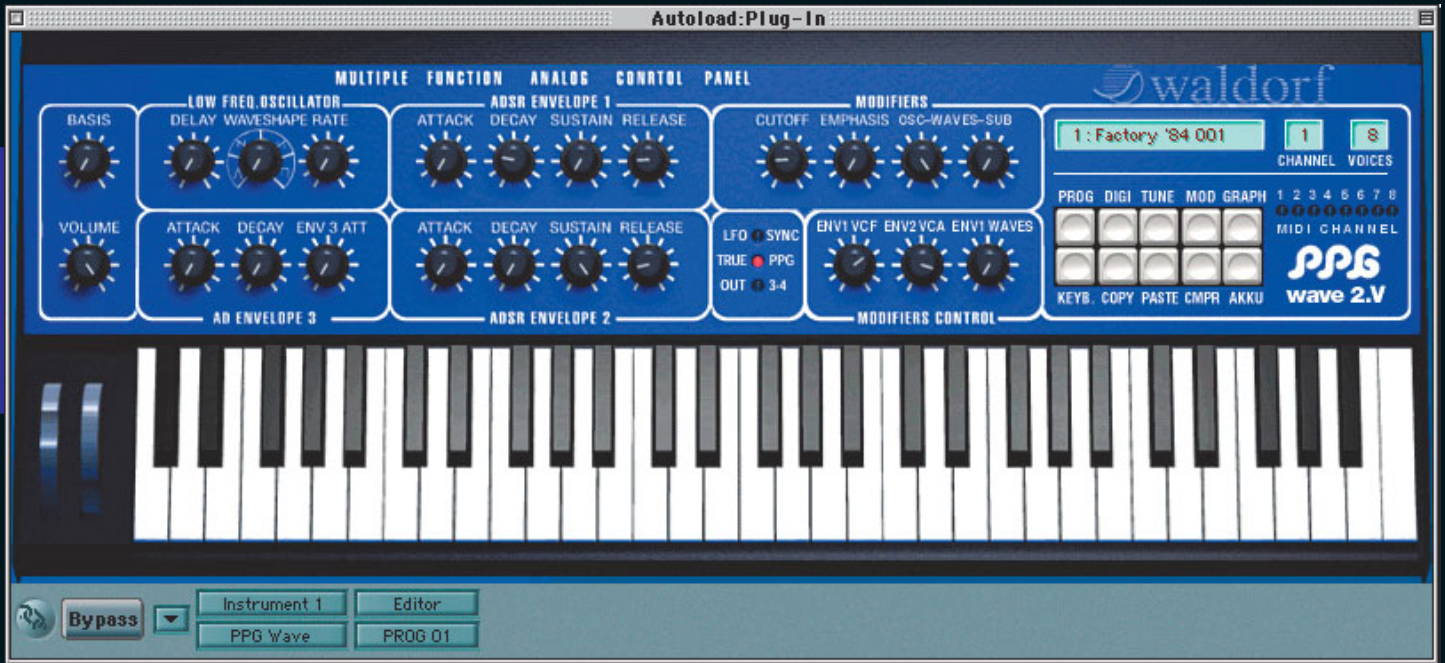 Autoload:Plug-In
MULTIPLE FUNCTION ANALOG CONRTOL PANEL
waldorf
LOW FREQ.OSCILLATOR
ADSR ENVELOPE 1
MODIFIERS
BASIS
DELAY WAVESHAPE RATE
ATTACK DECAY SUSTAIN RELEASE
CUTOFF EMPHASIS OSC-WAVES-SUB
1 : Factory '84 001
1
8
CHANNEL VOICES
PROG DIGI TUNE MOD GRAPH
1 2 3 4 5 6 7 8
MIDI CHANNEL
VOLUME
ATTACK DECAY ENV 3 ATT
ATTACK DECAY SUSTAIN RELEASE
LFO SYNC
TRUE PPG
OUT 3-4
ENV1 VCF ENV2 VCA ENV1 WAVES
PPG
wave 2.V
KEYB. COPY PASTE CMPR AKKU
AD ENVELOPE 3
ADSR ENVELOPE 2
MODIFIERS CONTROL
Bypass
Instrument 1
Editor
PPG Wave
PROG 01